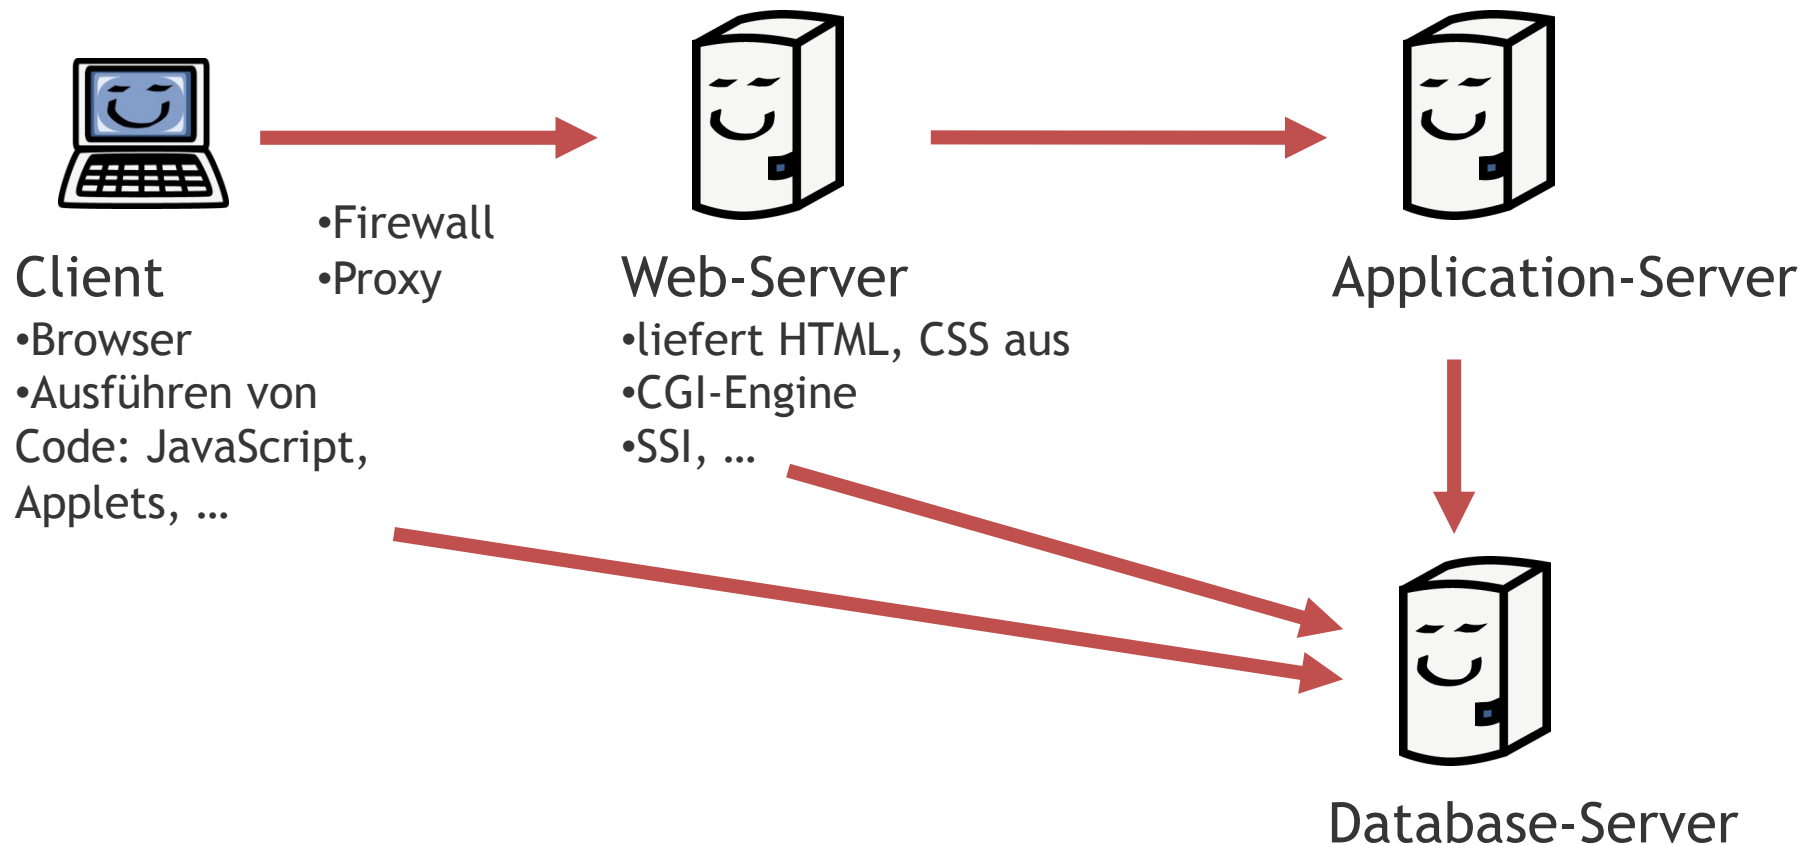 •Firewall
•Proxy
Client
•Browser
•Ausführen von
Code: JavaScript,
Applets, …
Web-Server
•liefert HTML, CSS aus
•CGI-Engine
•SSI, …
Application-Server
Database-Server